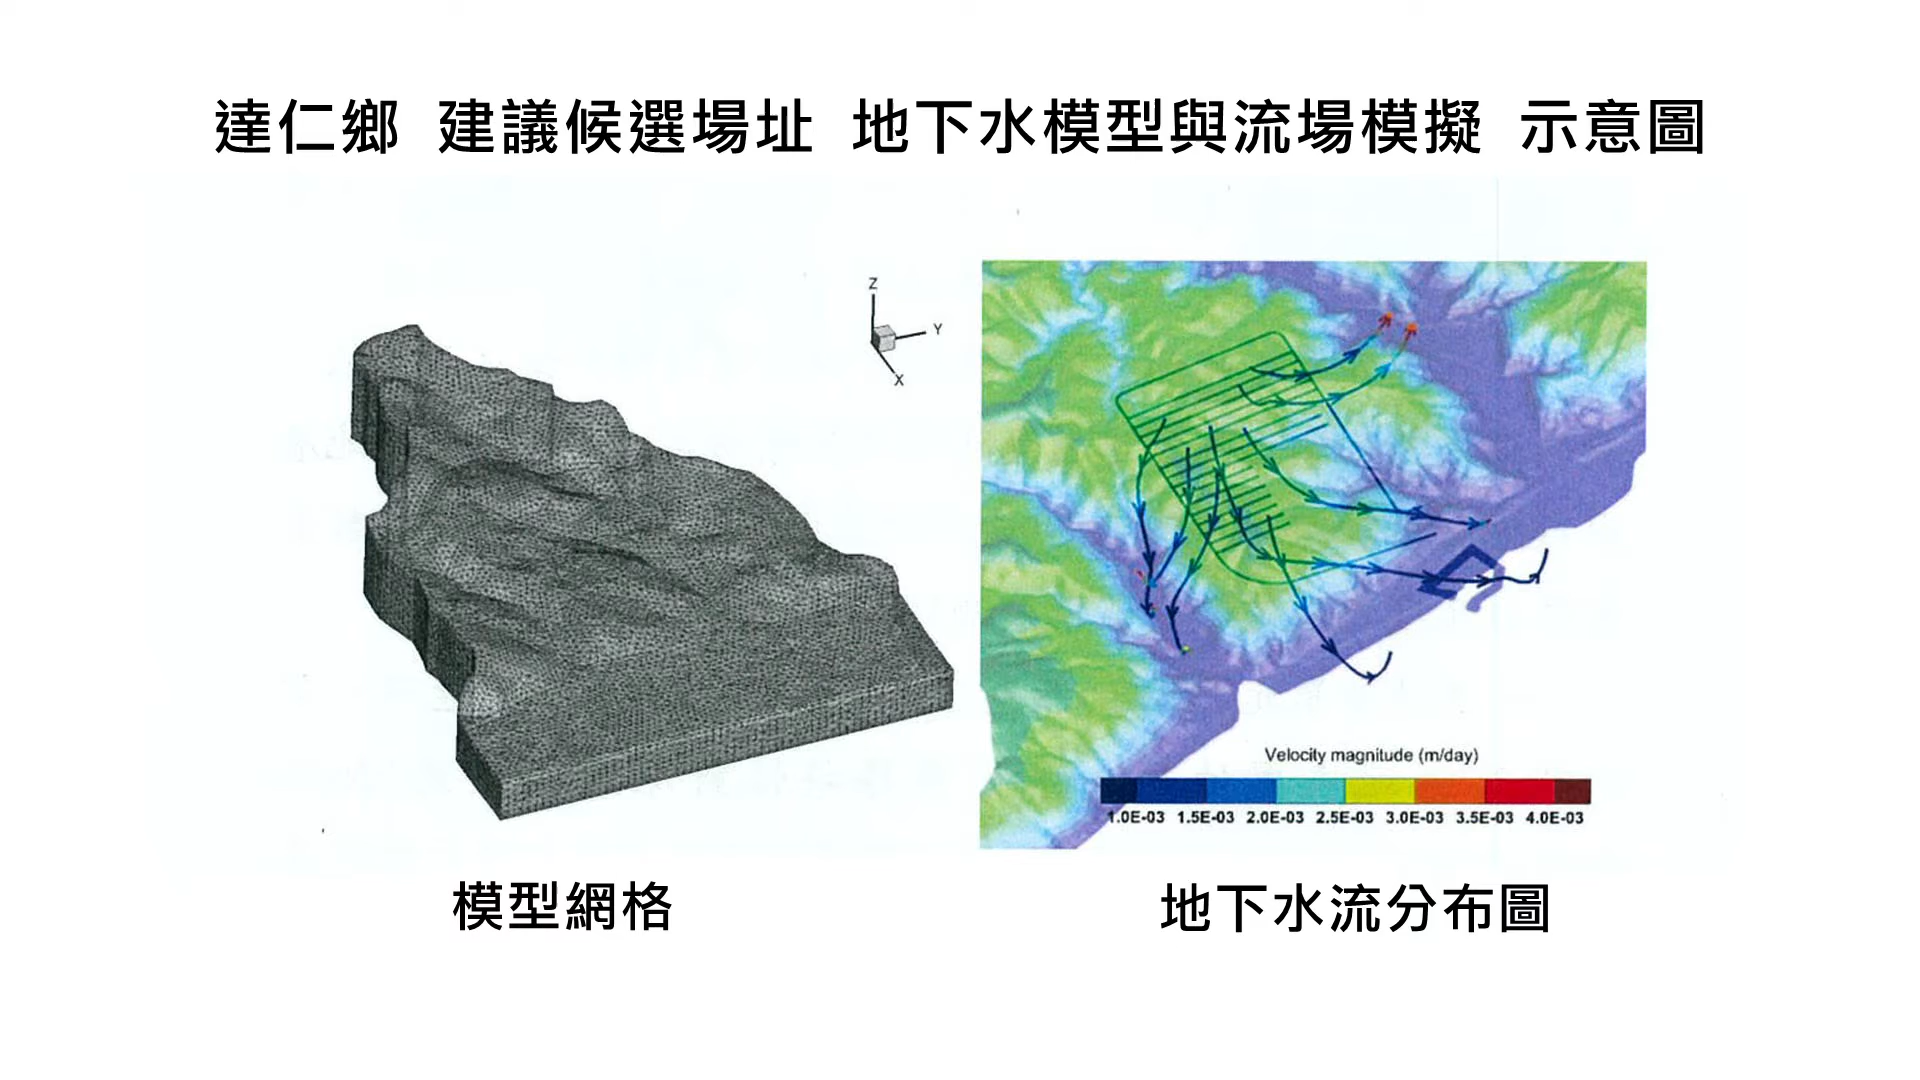 達仁鄉 建議候選場址 地下水模型與流場模擬 示意圖
Z
Y
X
Velocity magnitude (m/day)
1.0E-03 1.5E-03 2.0E-03 2.5E-03 3.0E-03 3.5E-03 4.0E-03
模型網格
地下水流分布圖